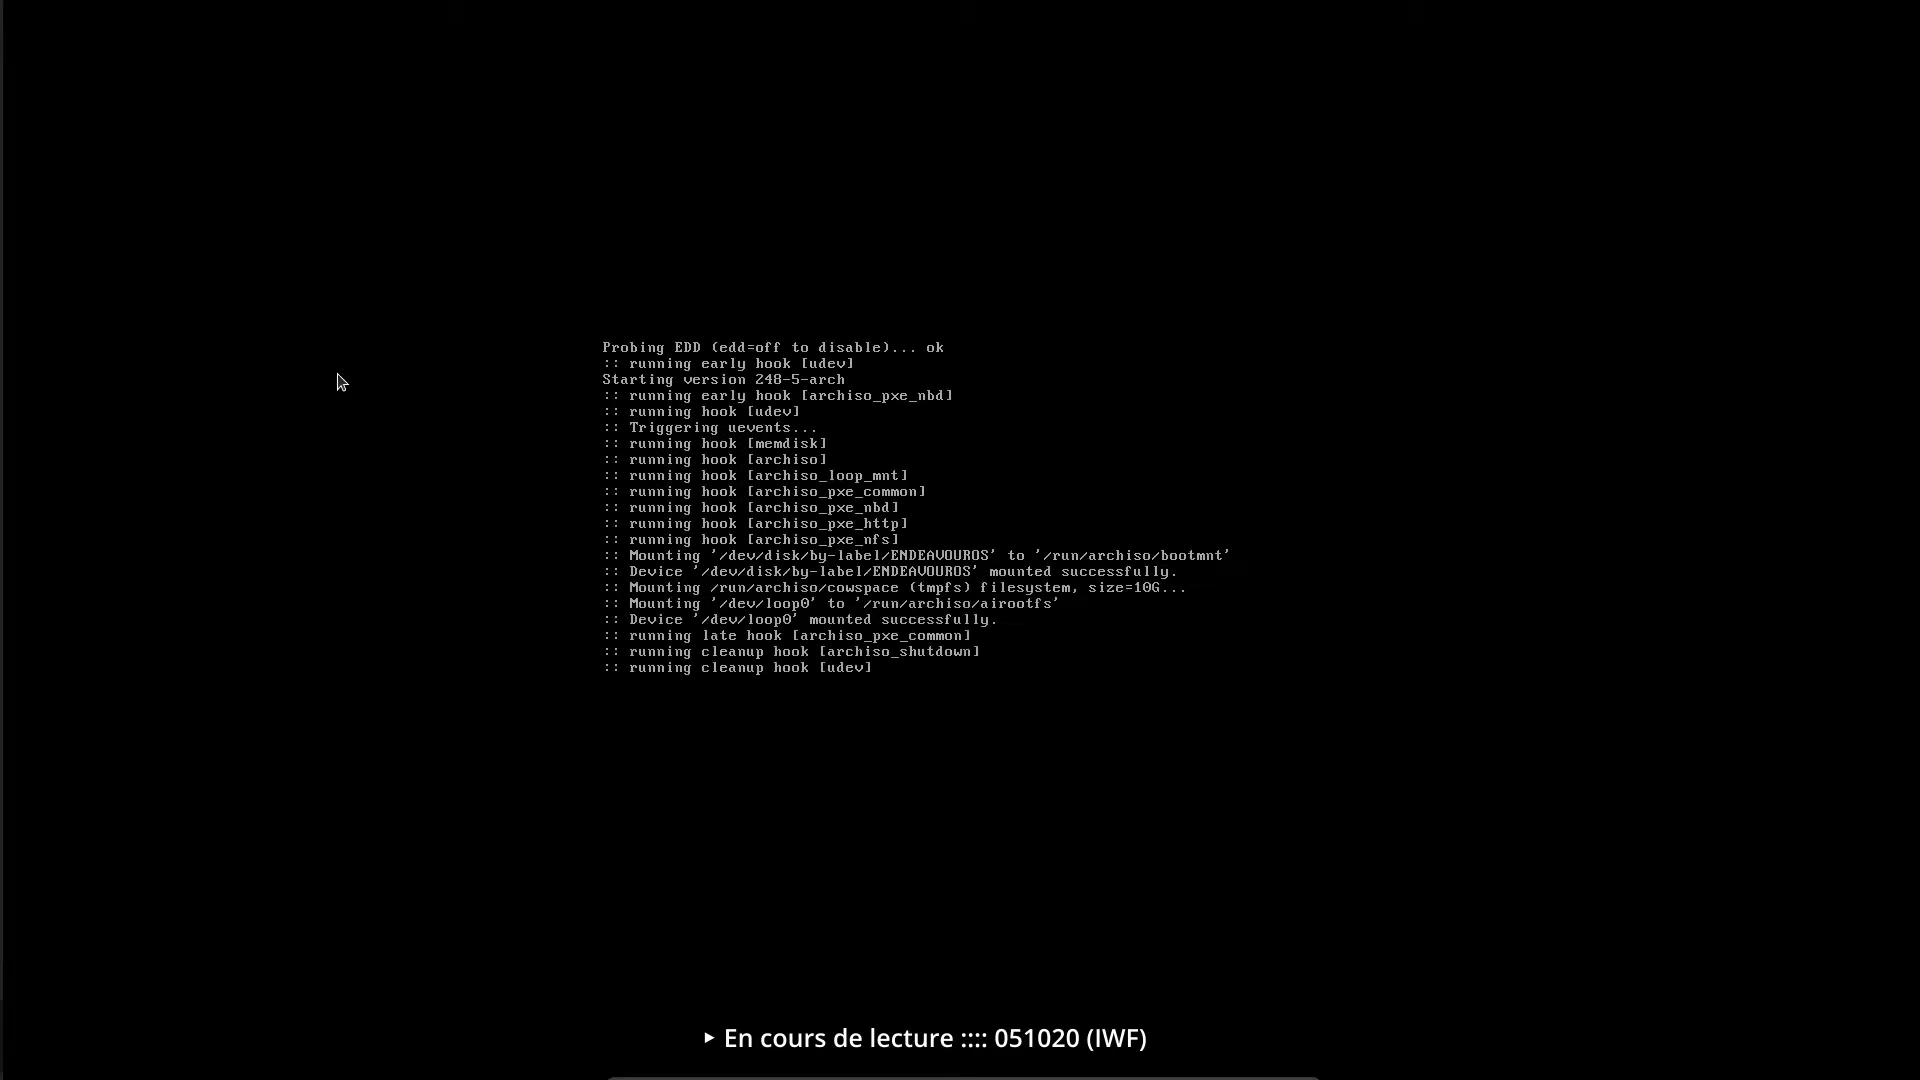 Probing EDD (edd=off to disable)... ok
:: running early hook [udev]
Starting version 248-5-arch
:: running early hook [archiso_pxe_nbd]
:: running hook [udev]
:: Triggering uevents...
:: running hook [memdisk]
:: running hook [archiso]
:: running hook [archiso_loop_mnt]
:: running hook [archiso_pxe_common]
:: running hook [archiso_pxe_nbd]
:: running hook [archiso_pxe_http]
:: running hook [archiso_pxe_nfs]
:: Mounting '/dev/disk/by-label/ENDEAVOUROS' to '/run/archiso/bootmnt'
:: Device '/dev/disk/by-label/ENDEAVOUROS' mounted successfully.
:: Mounting /run/archiso/cowspace (tmpfs) filesystem, size=10G...
:: Mounting '/dev/loop0' to '/run/archiso/airootfs'
:: Device '/dev/loop0' mounted successfully.
:: running late hook [archiso_pxe_common]
:: running cleanup hook [archiso_shutdown]
:: running cleanup hook [udev]
‣ En cours de lecture :::: 051020 (IWF)